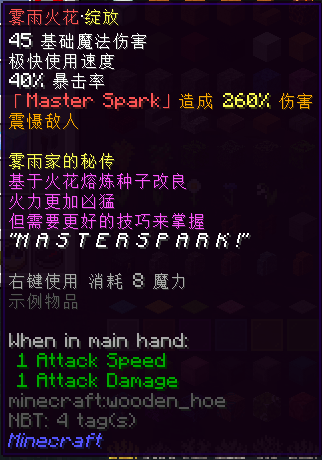 雾雨火花·绽放
45 基础魔法伤害
极快使用速度
40% 暴击率
「Master Spark」造成 260% 伤害
震慑敌人
雾雨家的秘传
基于火花熔炼种子改良
火力更加凶猛
但需要更好的技巧来掌握
"M A S T E R S P A R K !"
右键使用 消耗 8 魔力
示例物品
When in main hand:
1 Attack Speed
1 Attack Damage
minecraft:wooden_hoe
NBT: 4 tag(s)
Minecraft